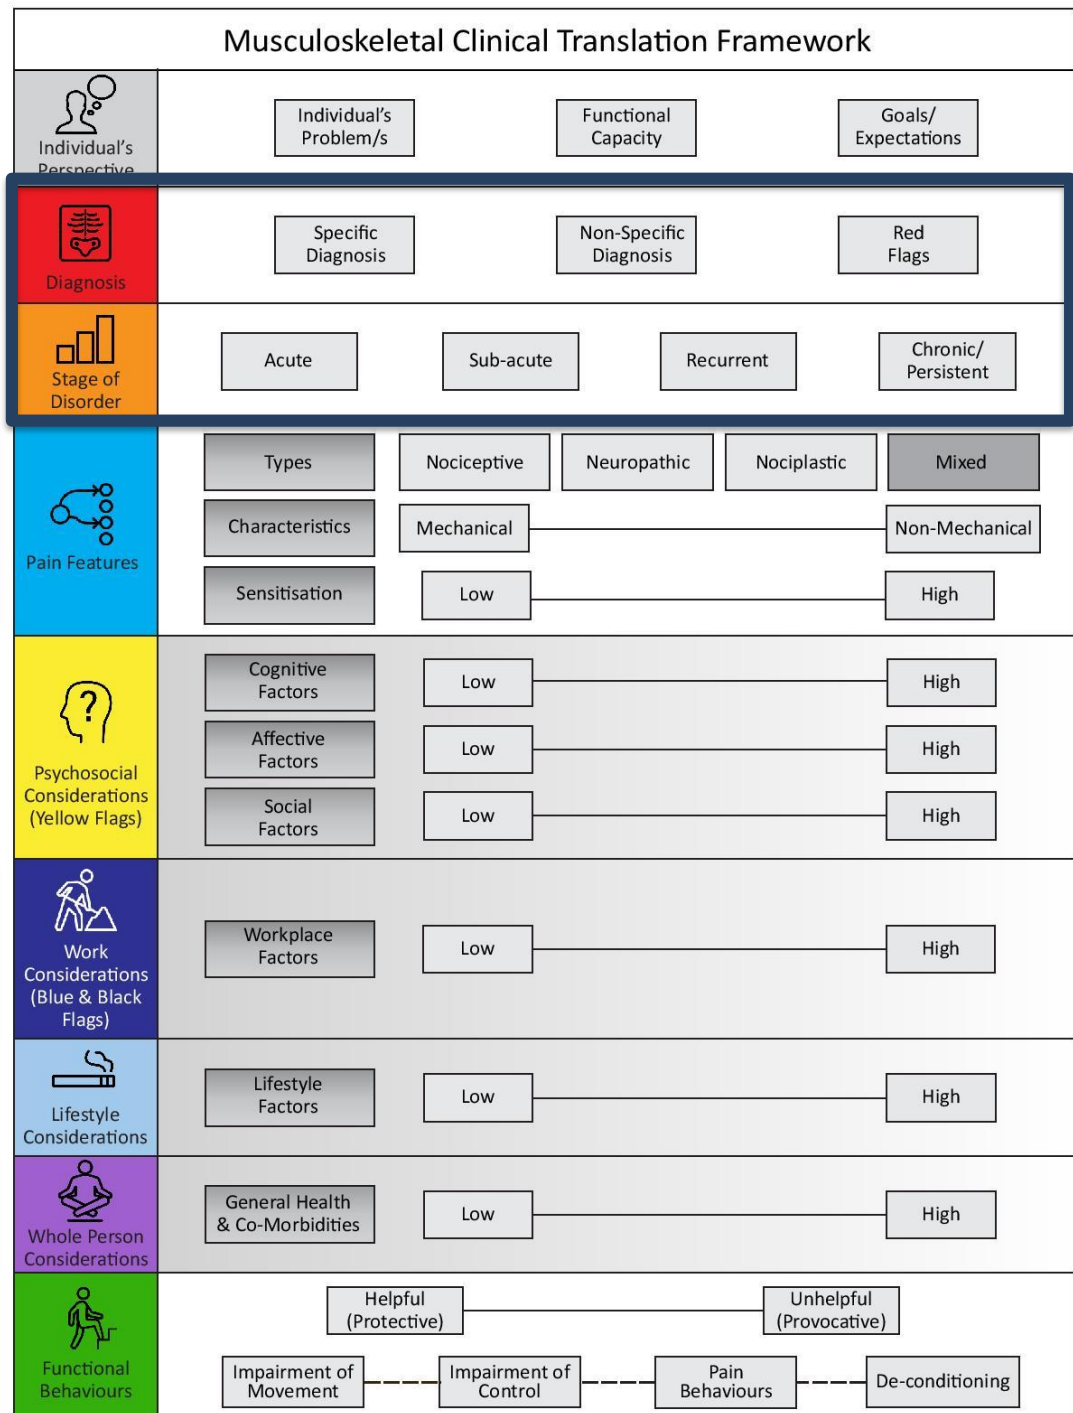 Musculoskeletal Clinical Translation Framework
Individual's
Perspective
Individual's
Problem/s
Functional
Capacity
Goals/
Expectations
Diagnosis
Specific
Diagnosis
Non-Specific
Diagnosis
Red
Flags
Stage of
Disorder
Acute
Sub-acute
Recurrent
Chronic/
Persistent
Pain Features
Types
Nociceptive
Neuropathic
Nociplastic
Mixed
Characteristics
Mechanical
Non-Mechanical
Sensitisation
Low
High
?
Psychosocial
Considerations
(Yellow Flags)
Cognitive
Factors
Low
High
Affective
Factors
Low
High
Social
Factors
Low
High
Work
Considerations
(Blue & Black
Flags)
Workplace
Factors
Low
High
Lifestyle
Considerations
Lifestyle
Factors
Low
High
Whole Person
Considerations
General Health
& Co-Morbidities
Low
High
Functional
Behaviours
Helpful
(Protective)
Unhelpful
(Provocative)
Impairment of
Movement
Impairment of
Control
Pain
Behaviours
De-conditioning